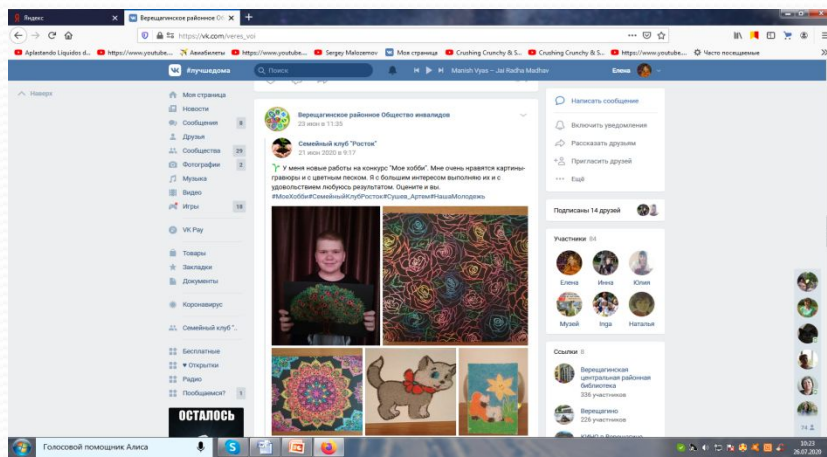 Яндекс
Верещагинское районное Об
https://vk.com/veres_voi
Aplastando Liquidos d...
https://www.youtube...
Авиабилеты
https://www.youtube...
Sergey Malozemov
Моя страница
Crushing Crunchy & S...
Crushing Crunchy & S...
https://www.youtube...
Часто посещаемые
#лучшедома
Поиск
Manish Vyas – Jai Radha Madhav
Елена
Наверх
Моя страница
Новости
Сообщения 8
Друзья
Сообщества 29
Фотографии 2
Музыка
Видео
Игры 18
VK Pay
Товары
Закладки
Документы
Коронавирус
Семейный клуб "..
Бесплатные
♥ Открытки
Радио
Пообщаемся? 1
ОСТАЛОСЬ
Верещагинское районное Общество инвалидов
23 июн в 11:35
Семейный клуб "Росток"
21 июн 2020 в 9:17
У меня новые работы на конкурс "Мое хобби". Мне очень нравятся картины-
гравюры и с цветным песком. Я с большим интересом выполняю их и с
удовольствием любуюсь результатом. Оцените и вы.
#МоеХобби#СемейныйКлубРосток#Сушев_Артем#НашаМолодежь
Написать сообщение
Включить уведомления
Рассказать друзьям
Пригласить друзей
Ещё
Подписаны 14 друзей
Участники 84
Елена Инна Юлия
Музей Inga Наталья
Ссылки 8
Верещагинская
центральная районная
библиотека
336 участников
Верещагино
226 участников
Голосовой помощник Алиса
10:23
26.07.2020